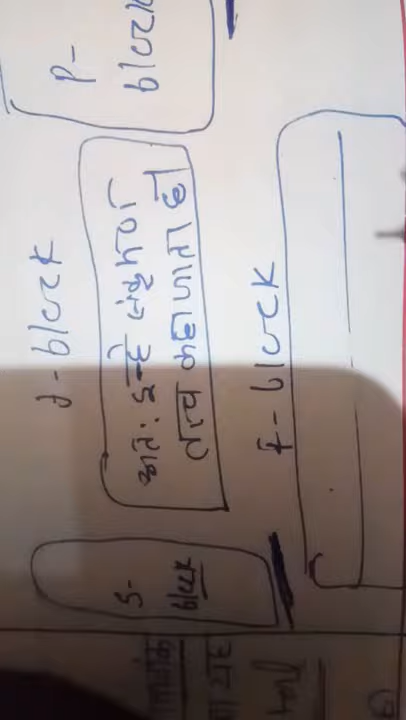 d-block
P-
block
अत: इन्हें संक्रमण
तत्व कहा जाता है
S-
block
f-block